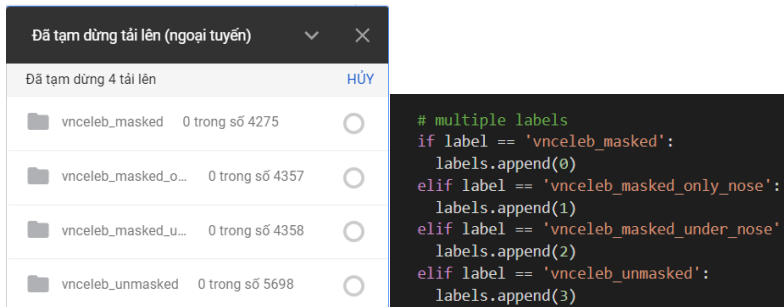 Đã tạm dừng tải lên (ngoại tuyến)
Đã tạm dừng 4 tải lên HỦY
vnceleb_masked 0 trong số 4275
vnceleb_masked_o... 0 trong số 4357
vnceleb_masked_u... 0 trong số 4358
vnceleb_unmasked 0 trong số 5698
# multiple labels
if label == 'vnceleb_masked':
  labels.append(0)
elif label == 'vnceleb_masked_only_nose':
  labels.append(1)
elif label == 'vnceleb_masked_under_nose'
  labels.append(2)
elif label == 'vnceleb_unmasked':
  labels.append(3)